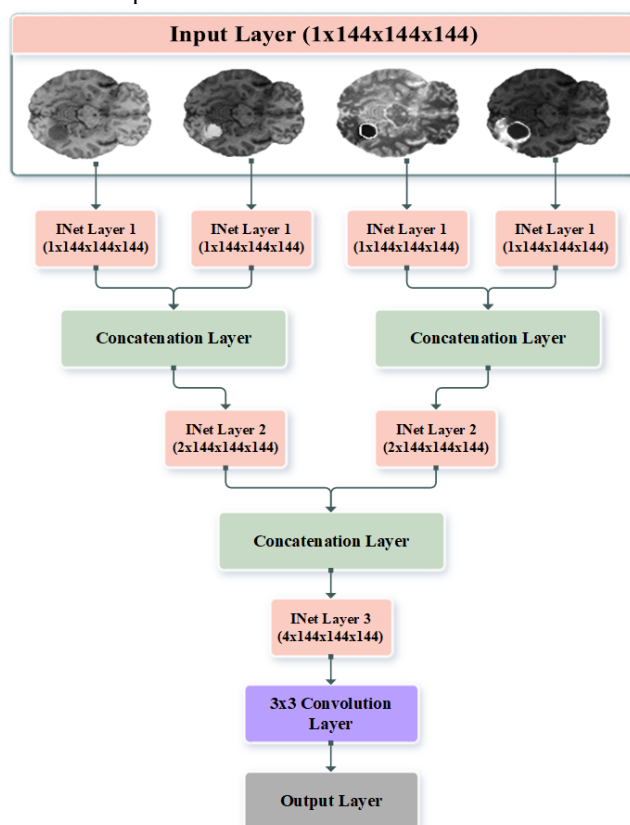 Input Layer (1x144x144x144)
INet Layer 1
(1x144x144x144)
INet Layer 1
(1x144x144x144)
INet Layer 1
(1x144x144x144)
INet Layer 1
(1x144x144x144)
Concatenation Layer
Concatenation Layer
INet Layer 2
(2x144x144x144)
INet Layer 2
(2x144x144x144)
Concatenation Layer
INet Layer 3
(4x144x144x144)
3x3 Convolution
Layer
Output Layer